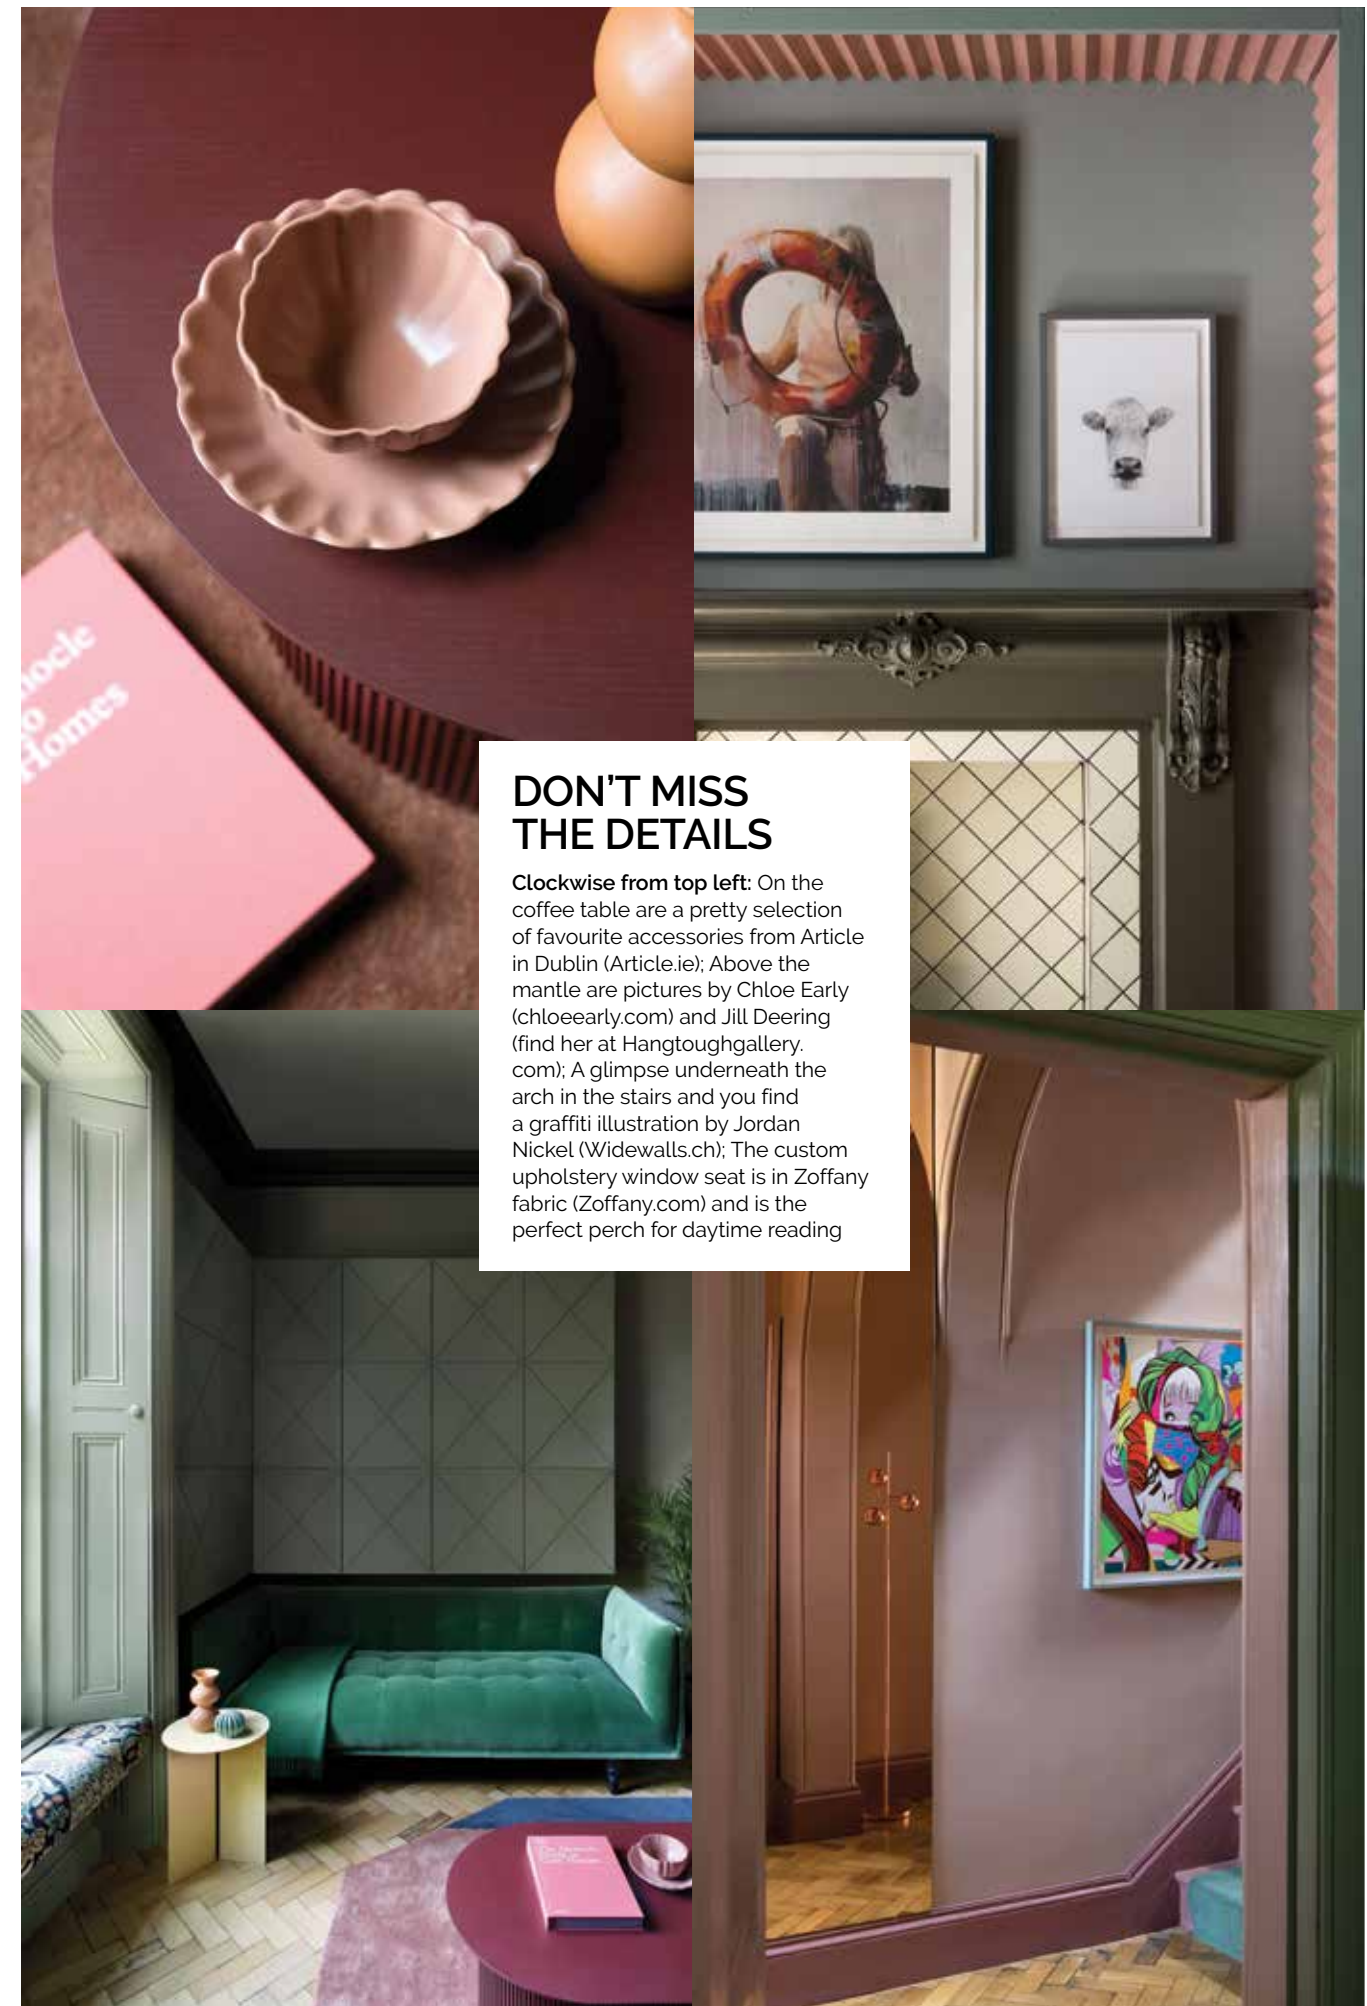 Homes
DON'T MISS
THE DETAILS
Clockwise from top left: On the
coffee table are a pretty selection
of favourite accessories from Article
in Dublin (Article.ie); Above the
mantle are pictures by Chloe Early
(chloeearly.com) and Jill Deering
(find her at Hangtoughgallery.
com); A glimpse underneath the
arch in the stairs and you find
a graffiti illustration by Jordan
Nickel (Widewalls.ch); The custom
upholstery window seat is in Zoffany
fabric (Zoffany.com) and is the
perfect perch for daytime reading